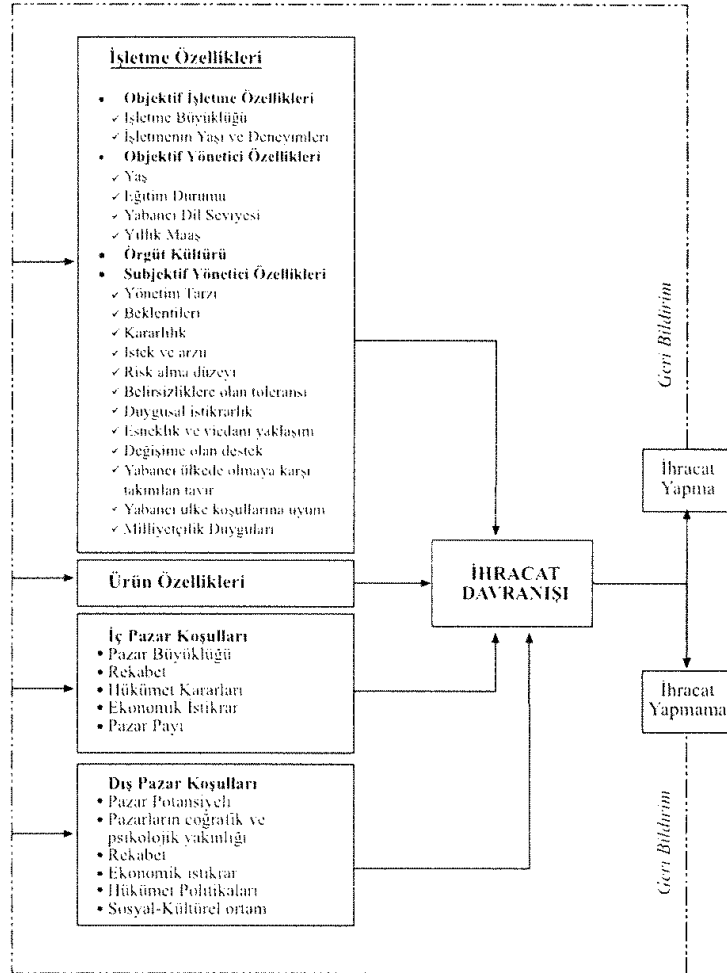 İşletme Özellikleri
• Objektif İşletme Özellikleri
✓ İşletme Büyüklüğü
✓ İşletmenin Yaşı ve Deneyimleri
• Objektif Yönetici Özellikleri
✓ Yaş
✓ Eğitim Durumu
✓ Yabancı Dil Seviyesi
✓ Yıllık Maaş
• Örgüt Kültürü
• Subjektif Yönetici Özellikleri
✓ Yönetim Tarzı
✓ Beklentileri
✓ Kararlılık
✓ İstek ve arzu
✓ Risk alma düzeyi
✓ Belirsizliklere olan toleransı
✓ Duygusal istikrarlık
✓ Esneklik ve vicdani yaklaşım
✓ Değişime olan destek
✓ Yabancı ülkede olmaya karşı
takınılan tavır
✓ Yabancı ülke koşullarına uyum
✓ Milliyetçilik Duyguları
Ürün Özellikleri
İç Pazar Koşulları
• Pazar Büyüklüğü
• Rekabet
• Hükümet Kararları
• Ekonomik İstikrar
• Pazar Payı
Dış Pazar Koşulları
• Pazar Potansiyeli
• Pazarların coğrafik ve
psikolojik yakınlığı
• Rekabet
• Ekonomik istikrar
• Hükümet Politikaları
• Sosyal-Kültürel ortam
İHRACAT
DAVRANIŞI
Geri Bildirim
İhracat
Yapma
İhracat
Yapmama
Geri Bildirim